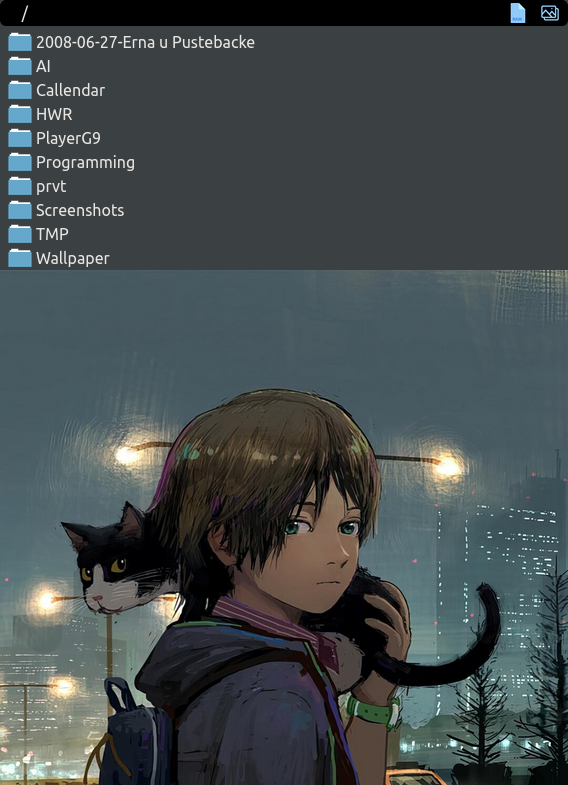 /
2008-06-27-Erna u Pustebacke
AI
Callendar
HWR
PlayerG9
Programming
prvt
Screenshots
TMP
Wallpaper